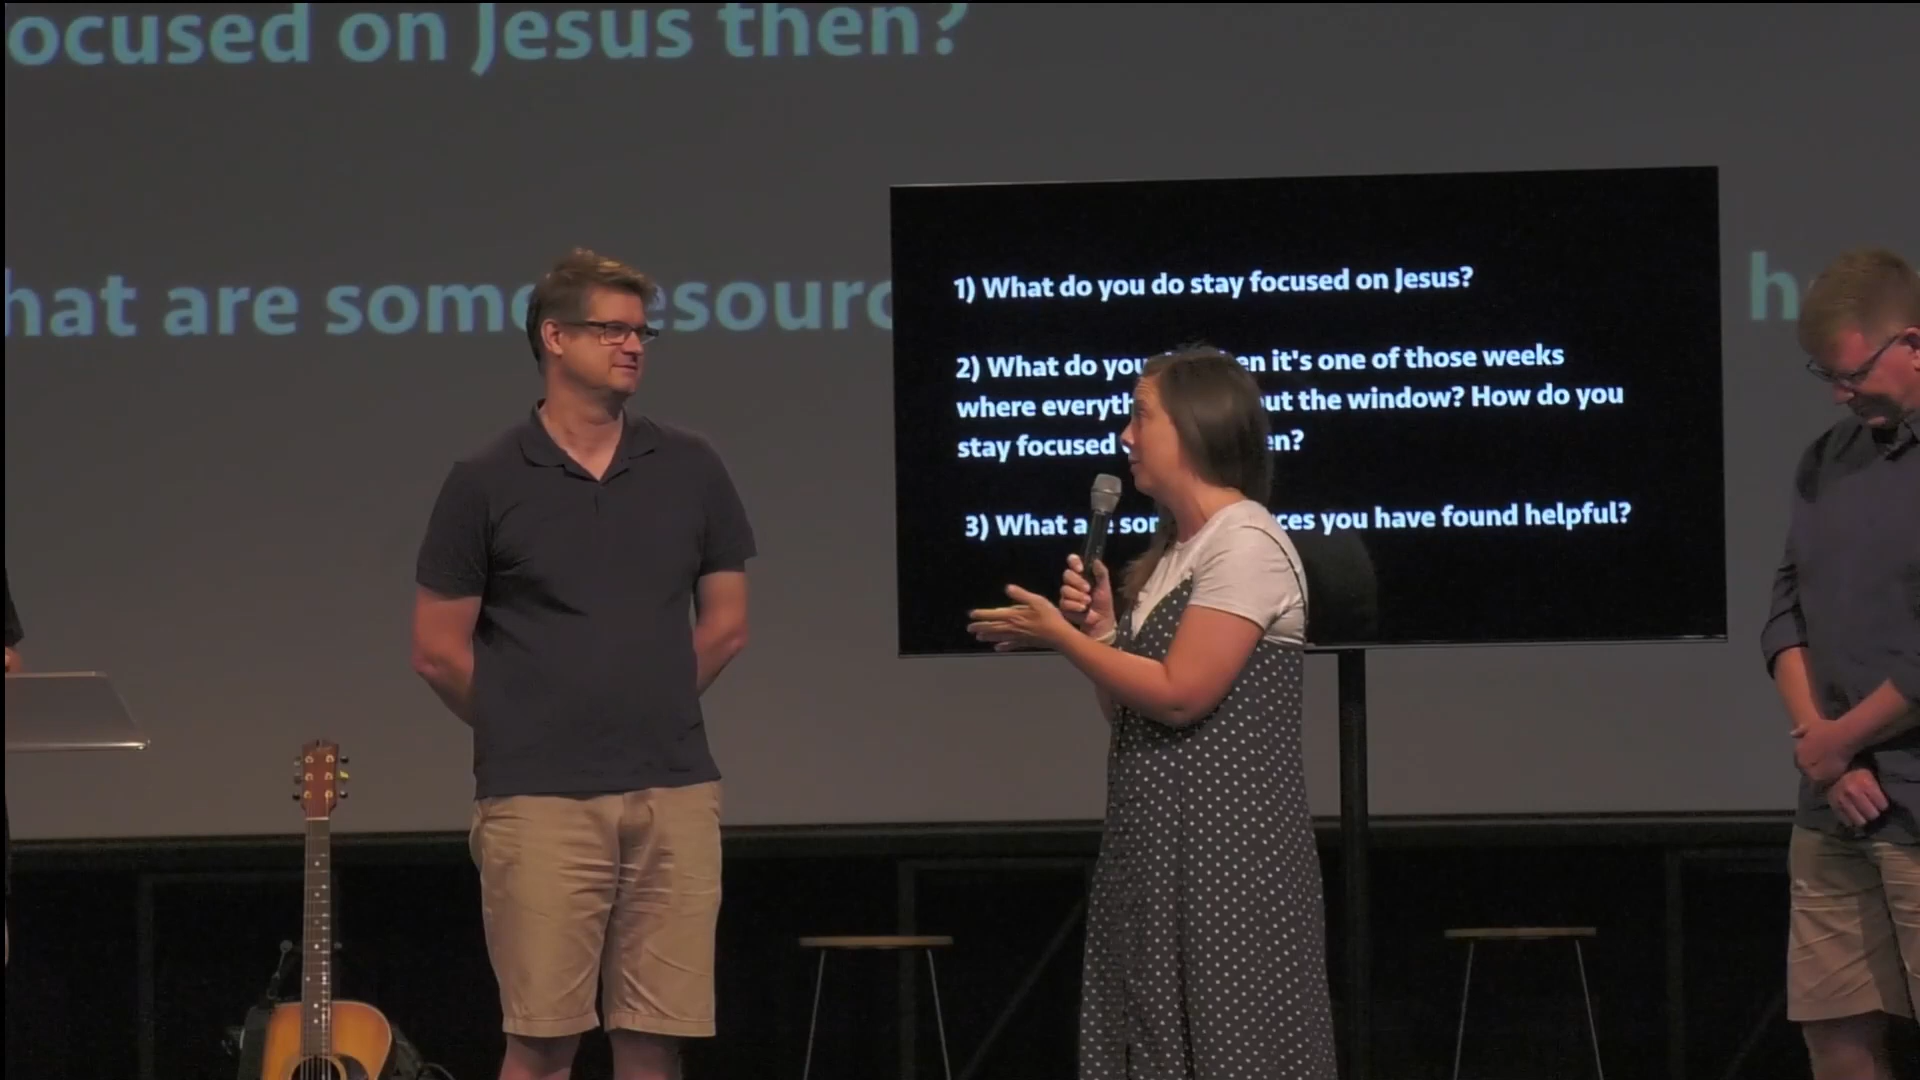 ocused on Jesus then?
hat are some esourc h
1) What do you do stay focused on Jesus?
2) What do you en it's one of those weeks
where everyth ut the window? How do you
stay focused en?
3) What a som ces you have found helpful?